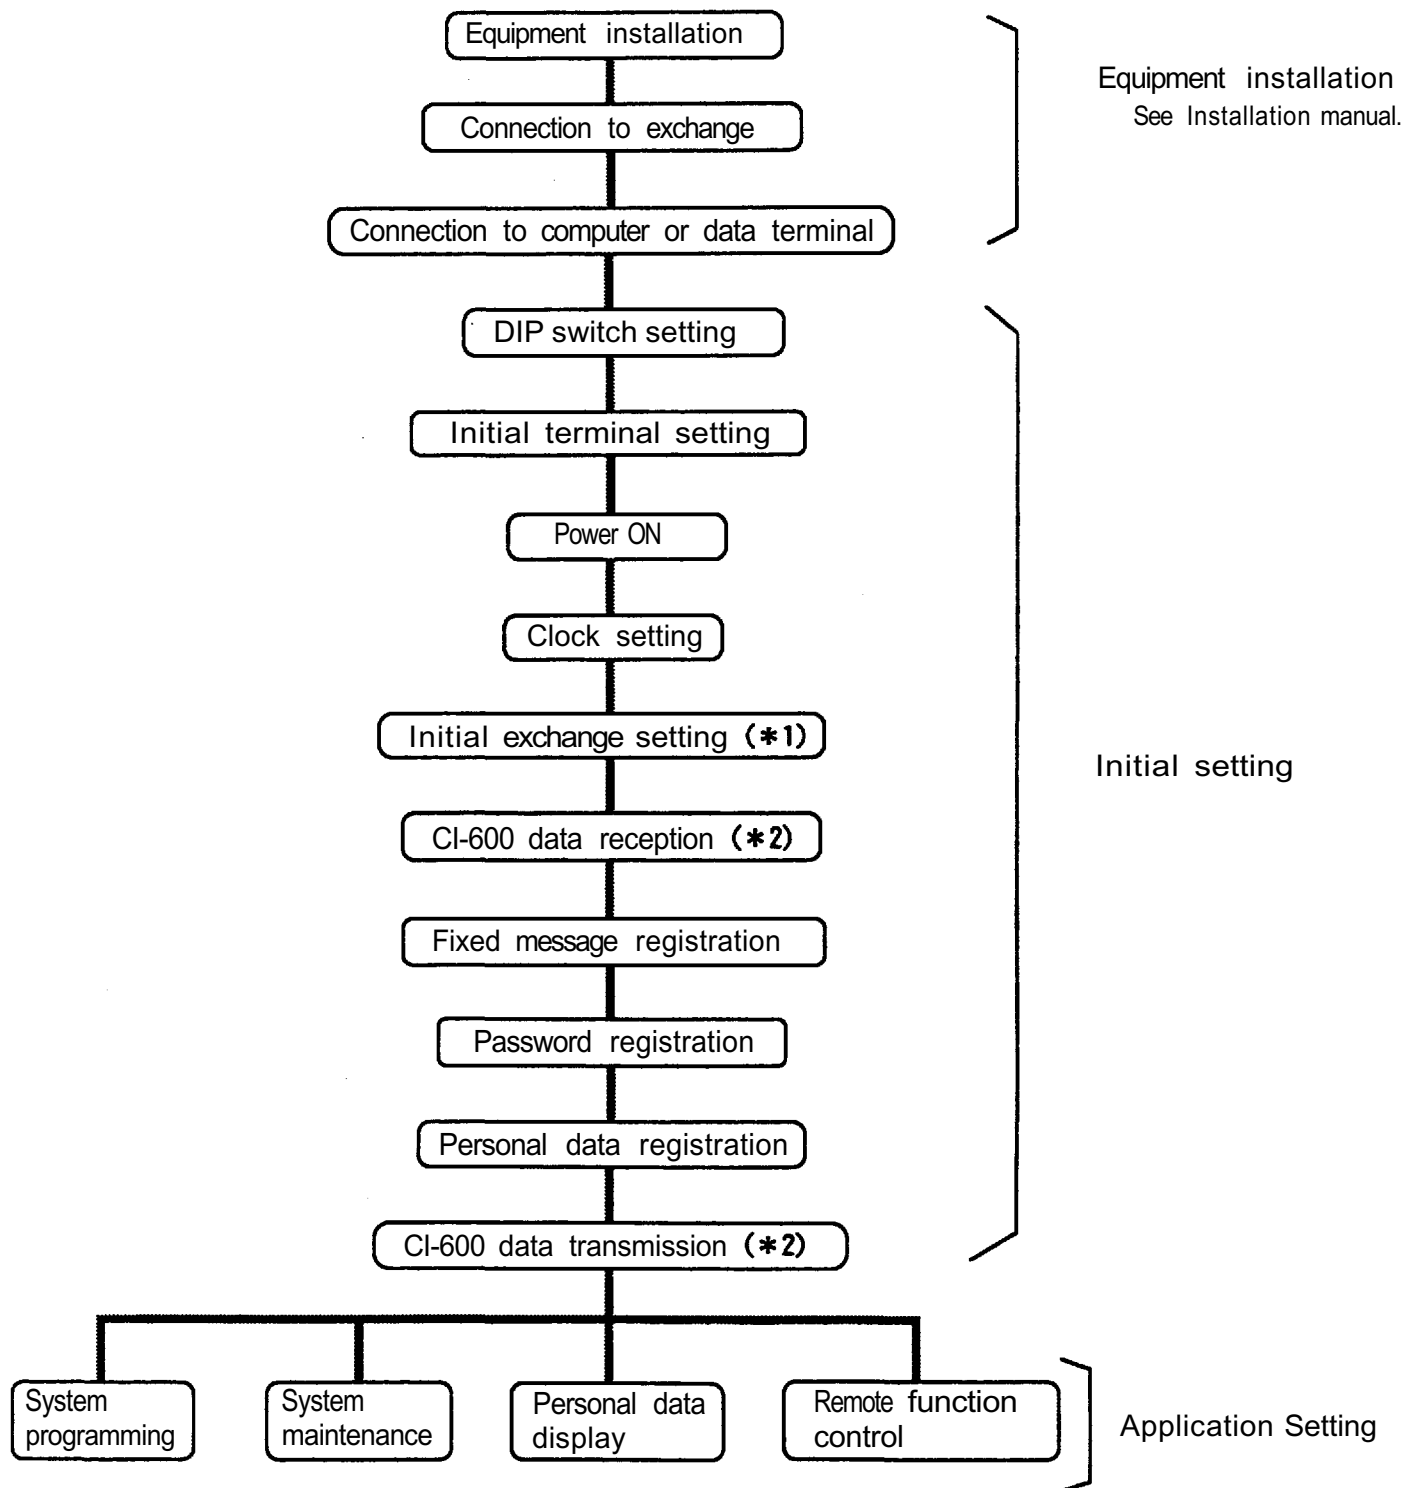 Equipment installation
Equipment installation
See Installation manual.
Connection to exchange
Connection to computer or data terminal
DIP switch setting
Initial terminal setting
Power ON
Clock setting
Initial exchange setting (*1)
Initial setting
CI-600 data reception (*2)
Fixed message registration
Password registration
Personal data registration
CI-600 data transmission (*2)
System
programming
System
maintenance
Personal data
display
Remote function
control
Application Setting